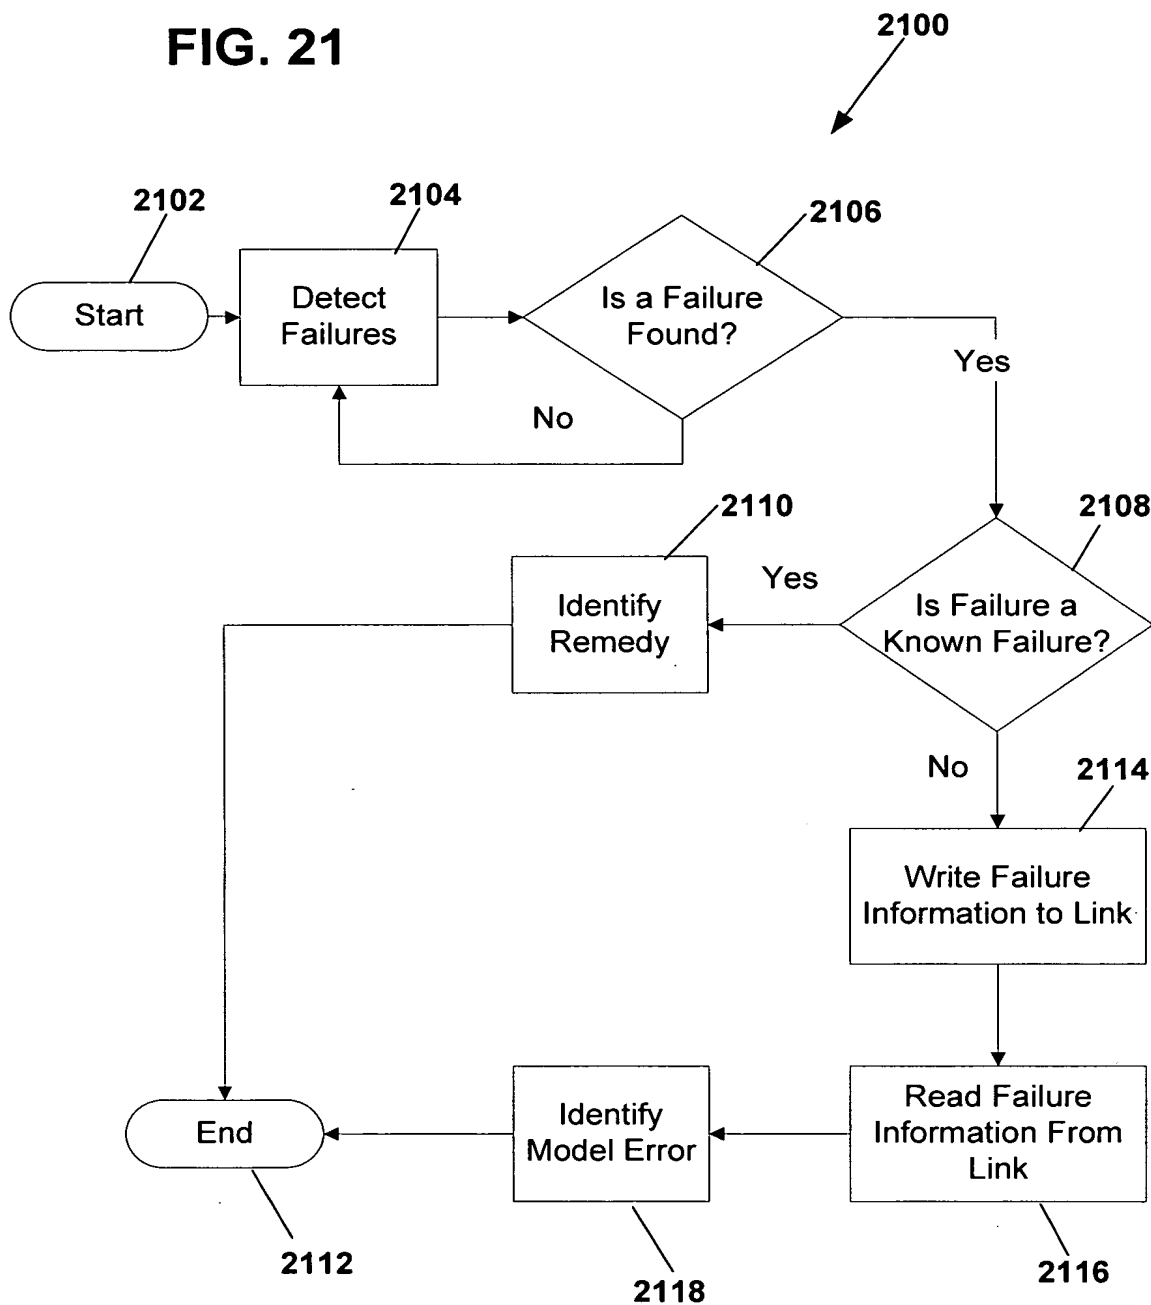 FIG. 21
2100
2102
2104
2106
Start
Detect
Failures
Is a Failure
Found?
Yes
No
2110
2108
Yes
Identify
Remedy
Is Failure a
Known Failure?
No
2114
Write Failure
Information to Link
Read Failure
Information From
Link
Identify
Model Error
End
2112
2118
2116